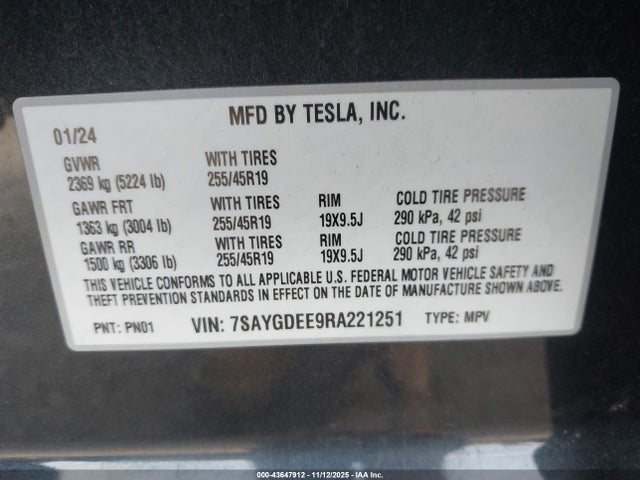 MFD BY TESLA, INC.
01/24
GVWR WITH TIRES
2369 kg (5224 lb) 255/45R19
GAWR FRT WITH TIRES RIM COLD TIRE PRESSURE
1363 kg (3004 lb) 255/45R19 19X9.5J 290 kPa, 42 psi
GAWR RR WITH TIRES RIM COLD TIRE PRESSURE
1500 kg (3306 lb) 255/45R19 19X9.5J 290 kPa, 42 psi
THIS VEHICLE CONFORMS TO ALL APPLICABLE U.S. FEDERAL MOTOR VEHICLE SAFETY AND
THEFT PREVENTION STANDARDS IN EFFECT ON THE DATE OF MANUFACTURE SHOWN ABOVE.
PNT: PN01 VIN: 7SAYGDEE9RA221251 TYPE: MPV
000-43647912 - 11/12/2025 - IAA Inc.